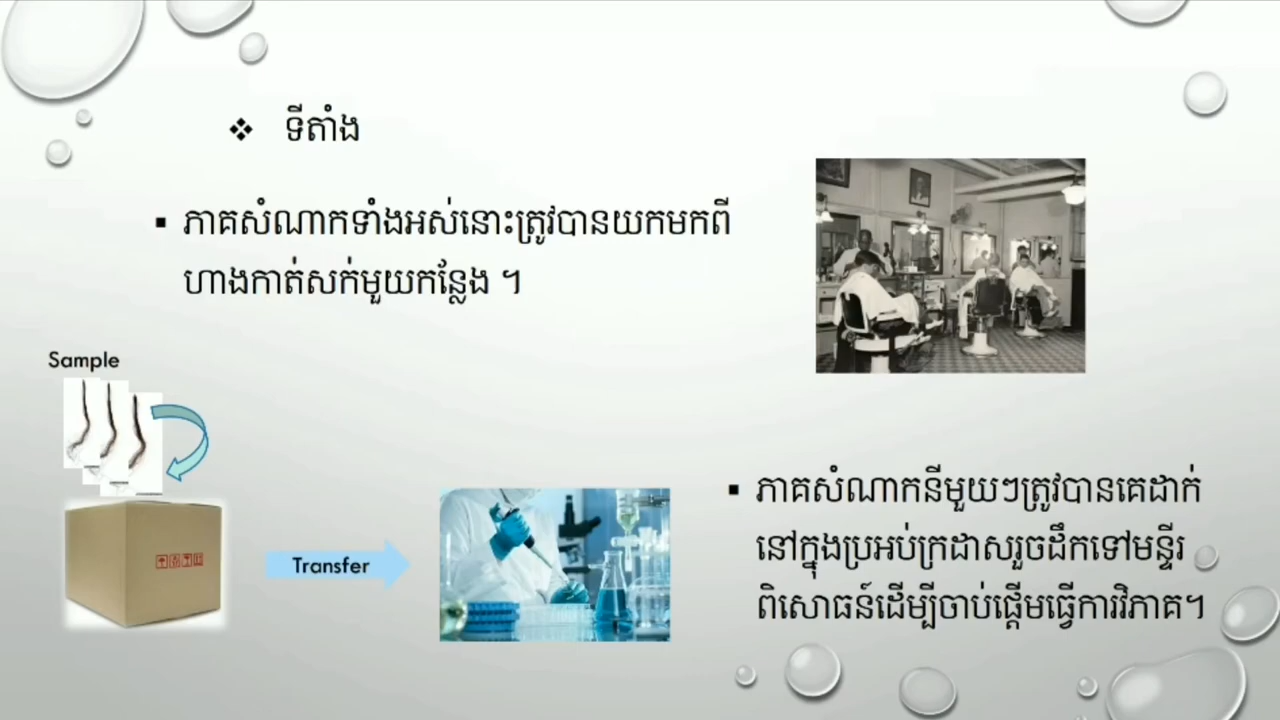 ❖ ទីតាំង
▪ ភាគសំណាកទាំងអស់នោះត្រូវបានយកមកពី
ហាងកាត់សក់មួយកន្លែង ។
Sample
Transfer
▪ ភាគសំណាកនីមួយៗត្រូវបានគេដាក់
នៅក្នុងប្រអប់ក្រដាសរួចដឹកទៅមន្ទីរ
ពិសោធន៍ដើម្បីចាប់ផ្តើមធ្វើការវិភាគ។